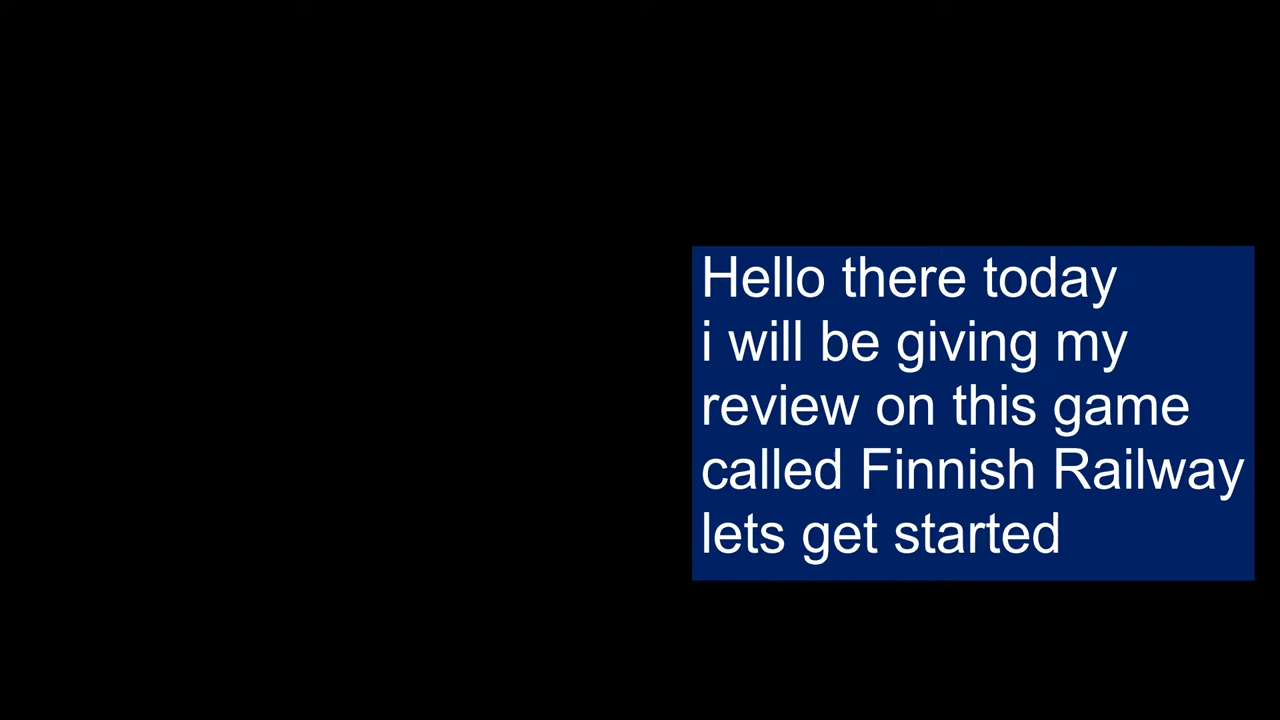 Hello there today
i will be giving my
review on this game
called Finnish Railway
lets get started